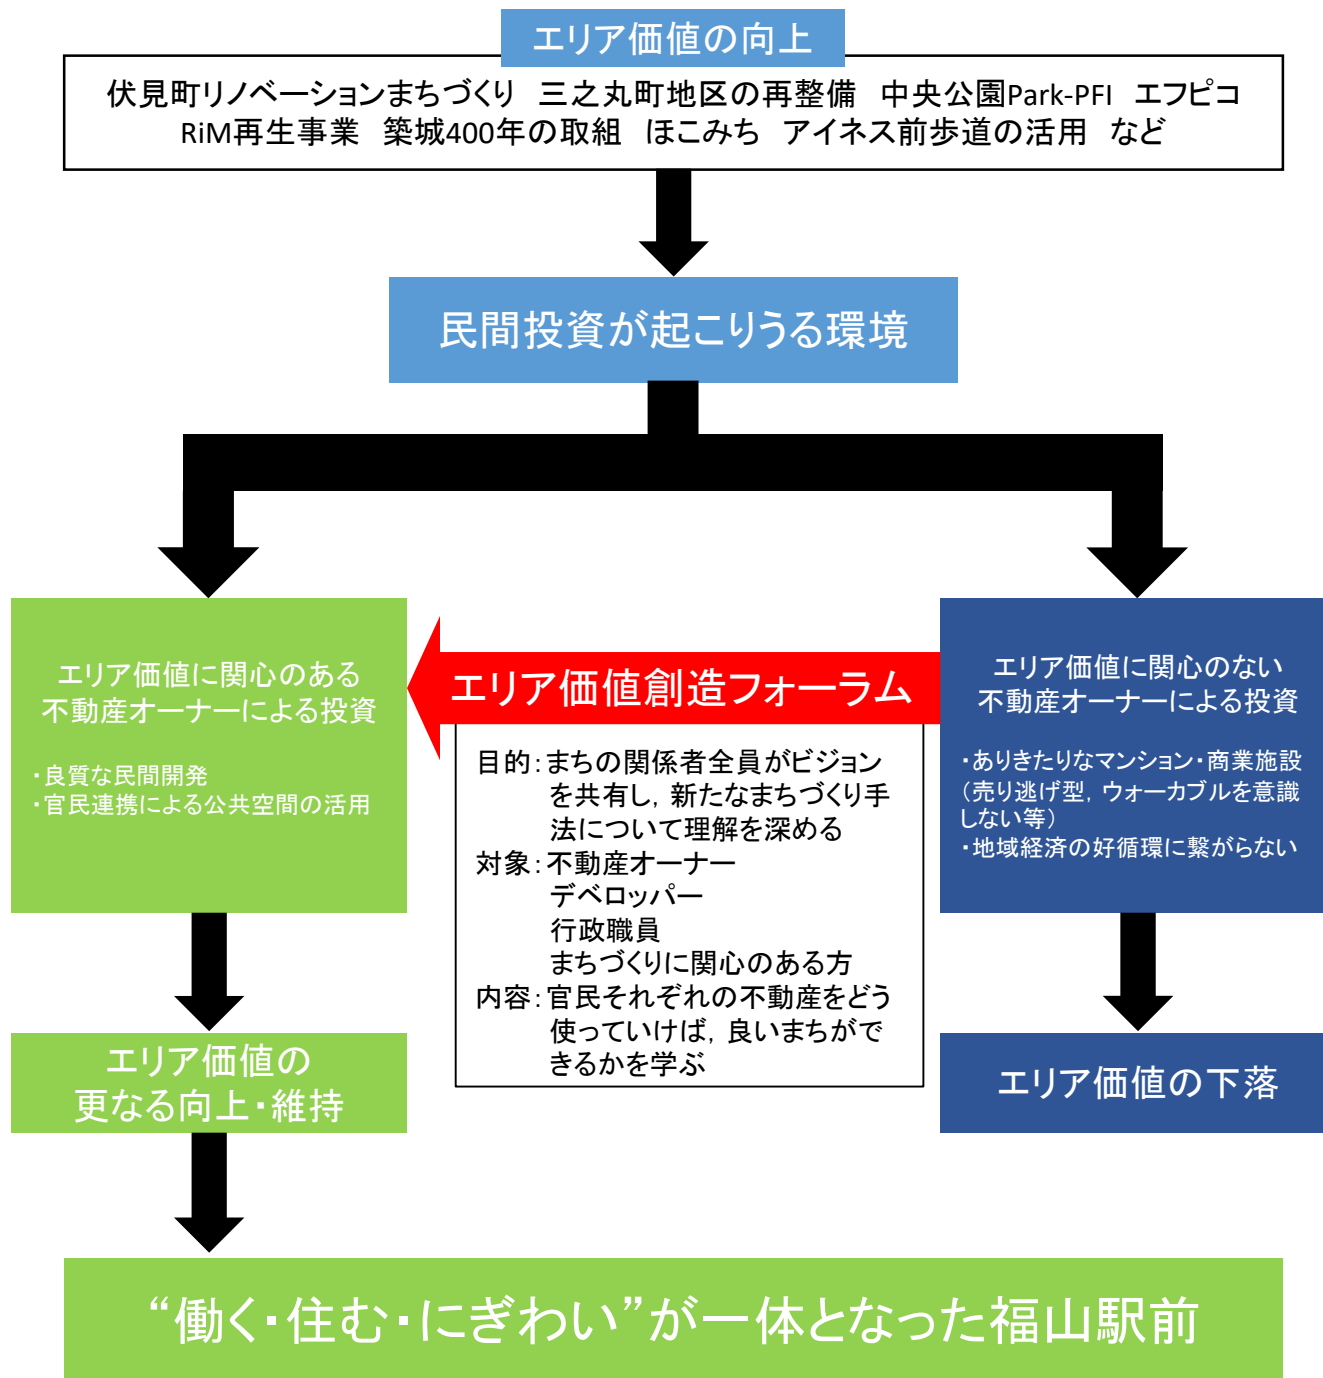 エリア価値の向上
伏見町リノベーションまちづくり　三之丸町地区の再整備　中央公園Park-PFI　エフピコ
RiM再生事業　築城400年の取組　ほこみち　アイネス前歩道の活用　など
民間投資が起こりうる環境
エリア価値に関心のある
不動産オーナーによる投資
・良質な民間開発
・官民連携による公共空間の活用
エリア価値創造フォーラム
目的：まちの関係者全員がビジョン
を共有し，新たなまちづくり手
法について理解を深める
対象：不動産オーナー
デベロッパー
行政職員
まちづくりに関心のある方
内容：官民それぞれの不動産をどう
使っていけば，良いまちがで
きるかを学ぶ
エリア価値に関心のない
不動産オーナーによる投資
・ありきたりなマンション・商業施設
（売り逃げ型，ウォーカブルを意識
しない等）
・地域経済の好循環に繋がらない
エリア価値の
更なる向上・維持
エリア価値の下落
“働く・住む・にぎわい”が一体となった福山駅前